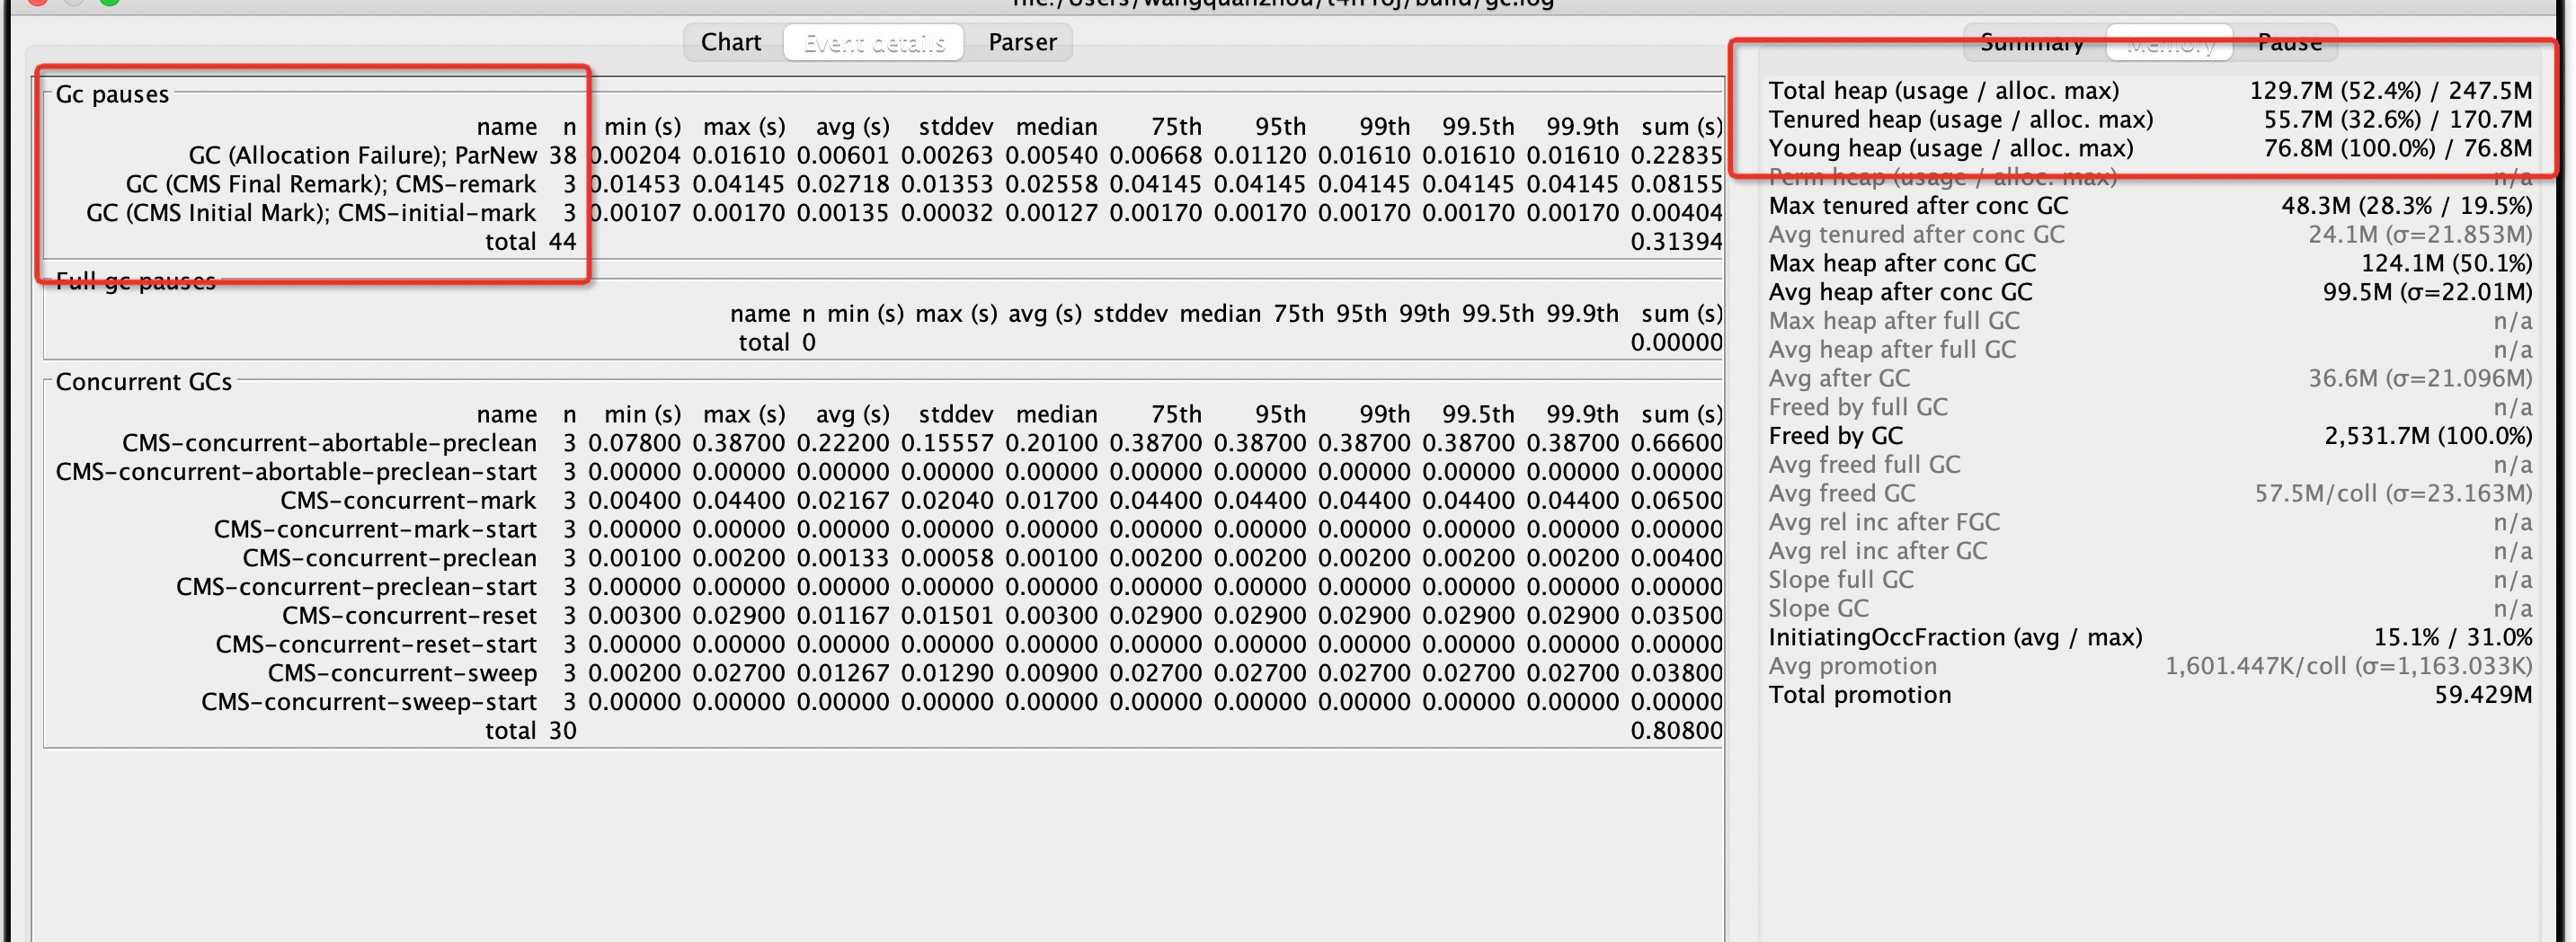 file:/Users/wangquanzhou/t4frProj/build/gc.log
Chart Event details Parser
Gc pauses
name n min (s) max (s) avg (s) stddev median 75th 95th 99th 99.5th 99.9th sum (s)
GC (Allocation Failure); ParNew 38 0.00204 0.01610 0.00601 0.00263 0.00540 0.00668 0.01120 0.01610 0.01610 0.01610 0.22835
GC (CMS Final Remark); CMS-remark 3 0.01453 0.04145 0.02718 0.01353 0.02558 0.04145 0.04145 0.04145 0.04145 0.04145 0.08155
GC (CMS Initial Mark); CMS-initial-mark 3 0.00107 0.00170 0.00135 0.00032 0.00127 0.00170 0.00170 0.00170 0.00170 0.00170 0.00404
total 44 0.31394
Full gc pauses
name n min (s) max (s) avg (s) stddev median 75th 95th 99th 99.5th 99.9th sum (s)
total 0 0.00000
Concurrent GCs
name n min (s) max (s) avg (s) stddev median 75th 95th 99th 99.5th 99.9th sum (s)
CMS-concurrent-abortable-preclean 3 0.07800 0.38700 0.22200 0.15557 0.20100 0.38700 0.38700 0.38700 0.38700 0.38700 0.66600
CMS-concurrent-abortable-preclean-start 3 0.00000 0.00000 0.00000 0.00000 0.00000 0.00000 0.00000 0.00000 0.00000 0.00000 0.00000
CMS-concurrent-mark 3 0.00400 0.04400 0.02167 0.02040 0.01700 0.04400 0.04400 0.04400 0.04400 0.04400 0.06500
CMS-concurrent-mark-start 3 0.00000 0.00000 0.00000 0.00000 0.00000 0.00000 0.00000 0.00000 0.00000 0.00000 0.00000
CMS-concurrent-preclean 3 0.00100 0.00200 0.00133 0.00058 0.00100 0.00200 0.00200 0.00200 0.00200 0.00200 0.00400
CMS-concurrent-preclean-start 3 0.00000 0.00000 0.00000 0.00000 0.00000 0.00000 0.00000 0.00000 0.00000 0.00000 0.00000
CMS-concurrent-reset 3 0.00300 0.02900 0.01167 0.01501 0.00300 0.02900 0.02900 0.02900 0.02900 0.02900 0.03500
CMS-concurrent-reset-start 3 0.00000 0.00000 0.00000 0.00000 0.00000 0.00000 0.00000 0.00000 0.00000 0.00000 0.00000
CMS-concurrent-sweep 3 0.00200 0.02700 0.01267 0.01290 0.00900 0.02700 0.02700 0.02700 0.02700 0.02700 0.03800
CMS-concurrent-sweep-start 3 0.00000 0.00000 0.00000 0.00000 0.00000 0.00000 0.00000 0.00000 0.00000 0.00000 0.00000
total 30 0.80800
Summary Memory Pause
Total heap (usage / alloc. max) 129.7M (52.4%) / 247.5M
Tenured heap (usage / alloc. max) 55.7M (32.6%) / 170.7M
Young heap (usage / alloc. max) 76.8M (100.0%) / 76.8M
Perm heap (usage / alloc. max) n/a
Max tenured after conc GC 48.3M (28.3% / 19.5%)
Avg tenured after conc GC 24.1M (σ=21.853M)
Max heap after conc GC 124.1M (50.1%)
Avg heap after conc GC 99.5M (σ=22.01M)
Max heap after full GC n/a
Avg heap after full GC n/a
Avg after GC 36.6M (σ=21.096M)
Freed by full GC n/a
Freed by GC 2,531.7M (100.0%)
Avg freed full GC n/a
Avg freed GC 57.5M/coll (σ=23.163M)
Avg rel inc after FGC n/a
Avg rel inc after GC n/a
Slope full GC n/a
Slope GC n/a
InitiatingOccFraction (avg / max) 15.1% / 31.0%
Avg promotion 1,601.447K/coll (σ=1,163.033K)
Total promotion 59.429M